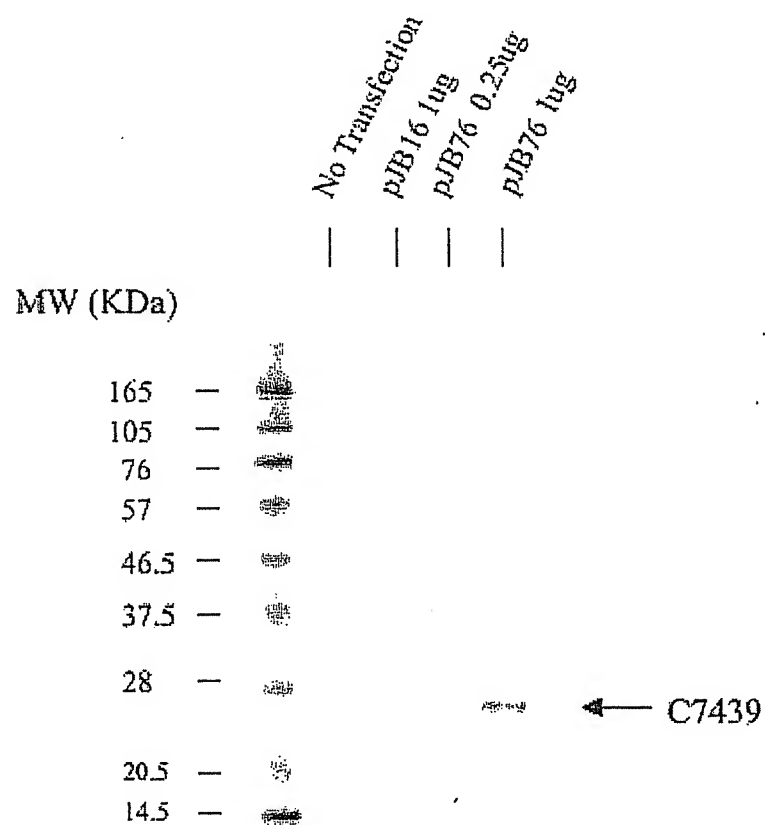 No Transfection
pJB16 1ug
pJB76 0.25ug
pJB76 1ug
MW (KDa)
165
105
76
57
46.5
37.5
28
20.5
14.5
C7439